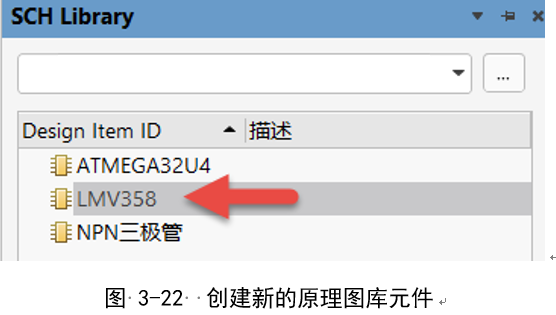 SCH Library
...
Design Item ID 描述
ATMEGA32U4
LMV358
NPN三极管
图 3-22 创建新的原理图库元件